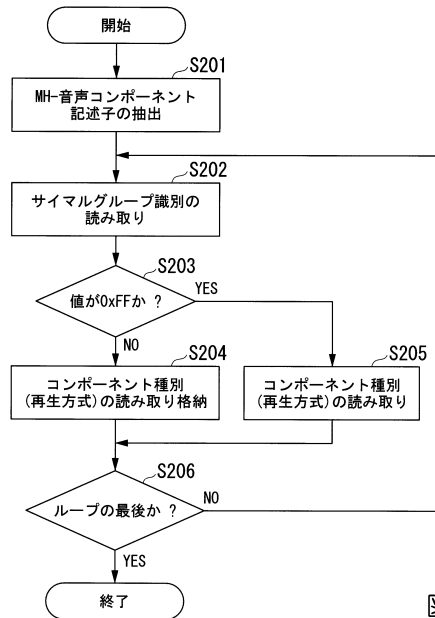 開始
S201
MH-音声コンポーネント
記述子の抽出
S202
サイマルグループ識別の
読み取り
S203
値が0xFFか ?
YES
NO
S204
コンポーネント種別
(再生方式)の読み取り格納
S205
コンポーネント種別
(再生方式)の読み取り
S206
ループの最後か ?
NO
YES
終了